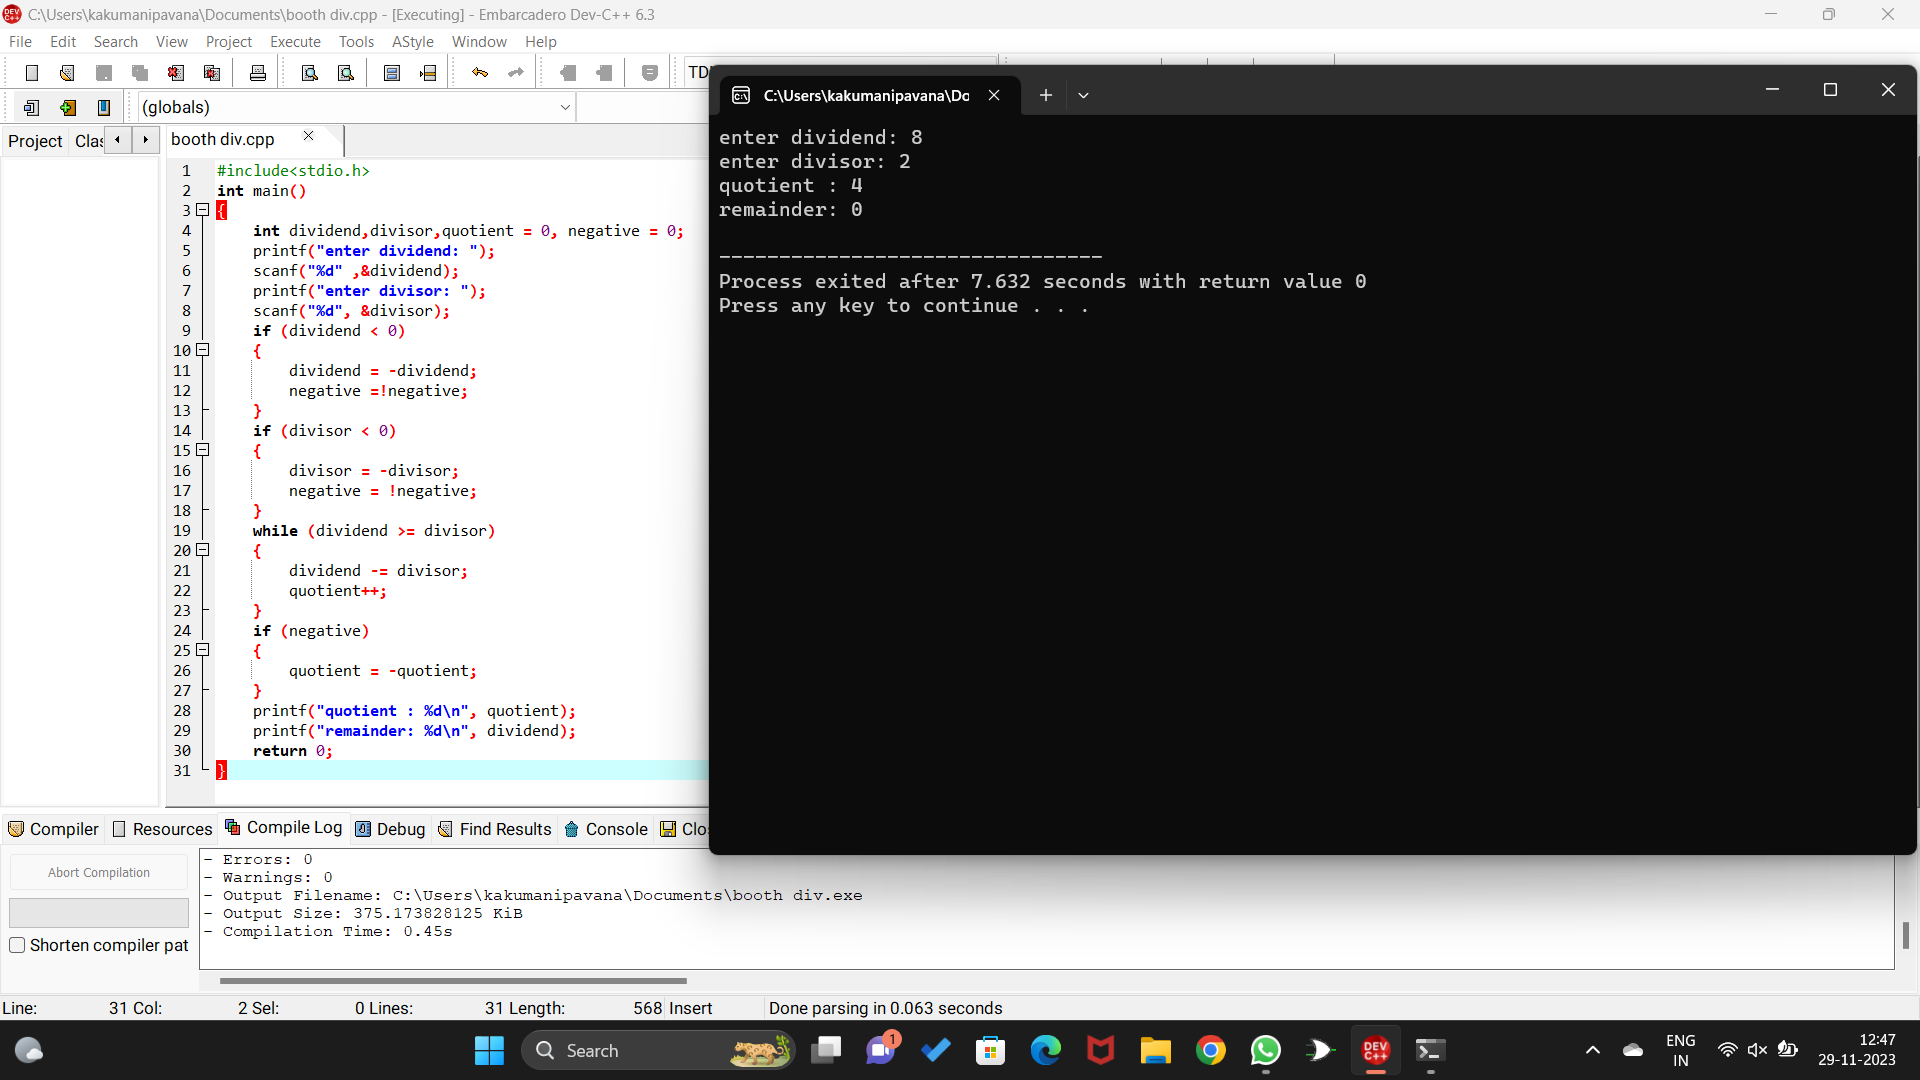 C:\Users\kakumanipavana\Documents\booth div.cpp - [Executing] - Embarcadero Dev-C++ 6.3
File Edit Search View Project Execute Tools AStyle Window Help
(globals)
Project
booth div.cpp
1 #include<stdio.h>
2 int main()
3 {
4 int dividend,divisor,quotient = 0, negative = 0;
5 printf("enter dividend: ");
6 scanf("%d" ,&dividend);
7 printf("enter divisor: ");
8 scanf("%d", &divisor);
9 if (dividend < 0)
10 {
11 dividend = -dividend;
12 negative =!negative;
13 }
14 if (divisor < 0)
15 {
16 divisor = -divisor;
17 negative = !negative;
18 }
19 while (dividend >= divisor)
20 {
21 dividend -= divisor;
22 quotient++;
23 }
24 if (negative)
25 {
26 quotient = -quotient;
27 }
28 printf("quotient : %d\n", quotient);
29 printf("remainder: %d\n", dividend);
30 return 0;
31 }
C:\Users\kakumanipavana\Do
enter dividend: 8
enter divisor: 2
quotient : 4
remainder: 0
--------------------------------
Process exited after 7.632 seconds with return value 0
Press any key to continue . . .
Compiler Resources Compile Log Debug Find Results Console
Abort Compilation
Shorten compiler pat
- Errors: 0
- Warnings: 0
- Output Filename: C:\Users\kakumanipavana\Documents\booth div.exe
- Output Size: 375.173828125 KiB
- Compilation Time: 0.45s
Line: 31 Col: 2 Sel: 0 Lines: 31 Length: 568 Insert Done parsing in 0.063 seconds
Search
1
DEV C++
ENG
IN
12:47
29-11-2023